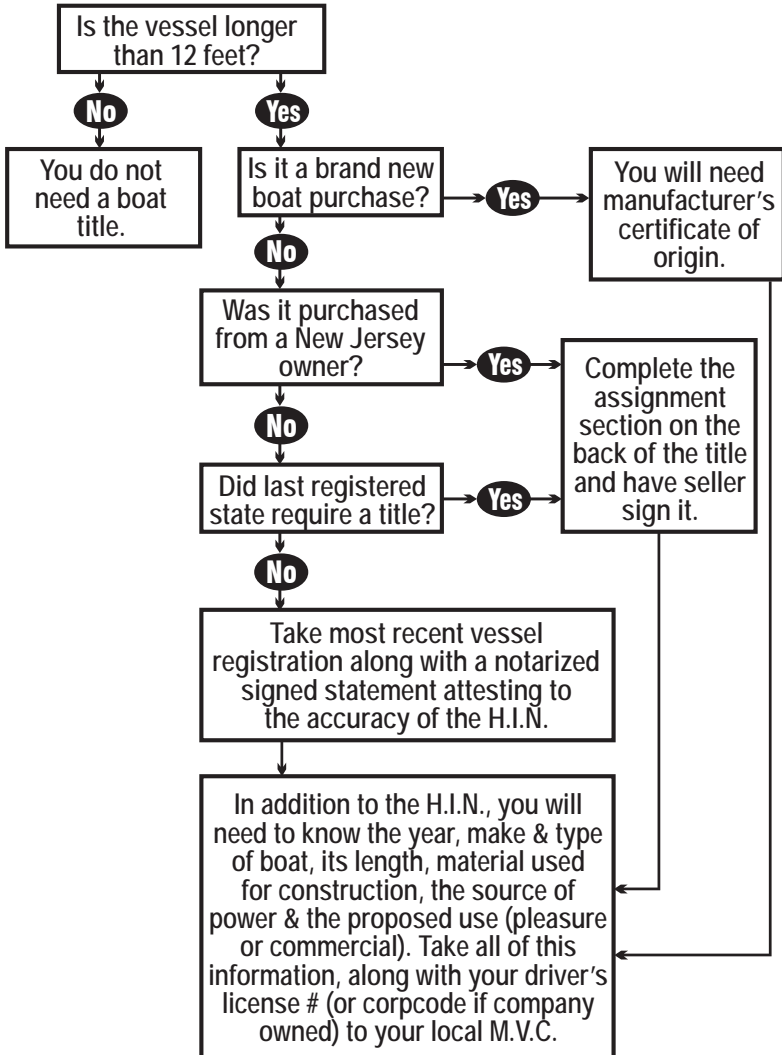 Is the vessel longer
than 12 feet?
No
Yes
You do not
need a boat
title.
Is it a brand new
boat purchase?
Yes
You will need
manufacturer’s
certificate of
origin.
No
Was it purchased
from a New Jersey
owner?
Yes
Complete the
assignment
section on the
back of the title
and have seller
sign it.
No
Did last registered
state require a title?
Yes
No
Take most recent vessel
registration along with a notarized
signed statement attesting to
the accuracy of the H.I.N.
In addition to the H.I.N., you will
need to know the year, make & type
of boat, its length, material used
for construction, the source of
power & the proposed use (pleasure
or commercial). Take all of this
information, along with your driver’s
license # (or corpcode if company
owned) to your local M.V.C.